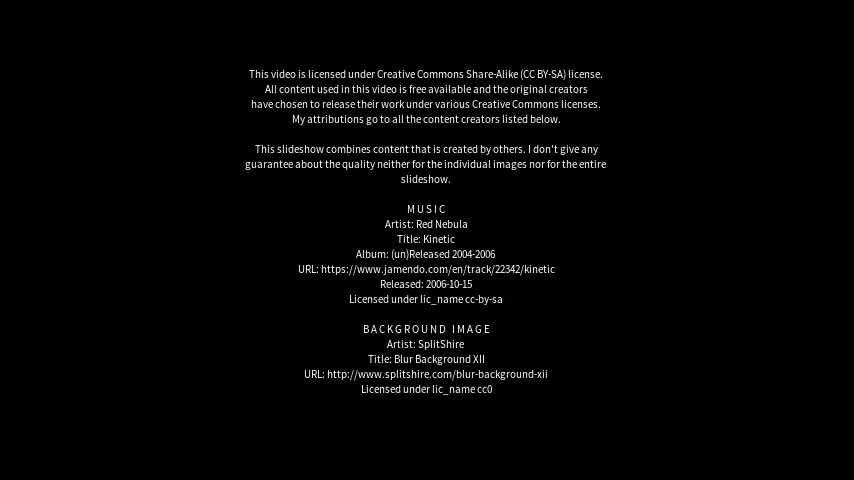 This video is licensed under Creative Commons Share-Alike (CC BY-SA) license.
All content used in this video is free available and the original creators
have chosen to release their work under various Creative Commons licenses.
My attributions go to all the content creators listed below.
This slideshow combines content that is created by others. I don't give any
guarantee about the quality neither for the individual images nor for the entire
slideshow.
MUSIC
Artist: Red Nebula
Title: Kinetic
Album: (un)Released 2004-2006
URL: https://www.jamendo.com/en/track/22342/kinetic
Released: 2006-10-15
Licensed under lic_name cc-by-sa
BACKGROUND IMAGE
Artist: SplitShire
Title: Blur Background XII
URL: http://www.splitshire.com/blur-background-xii
Licensed under lic_name cc0